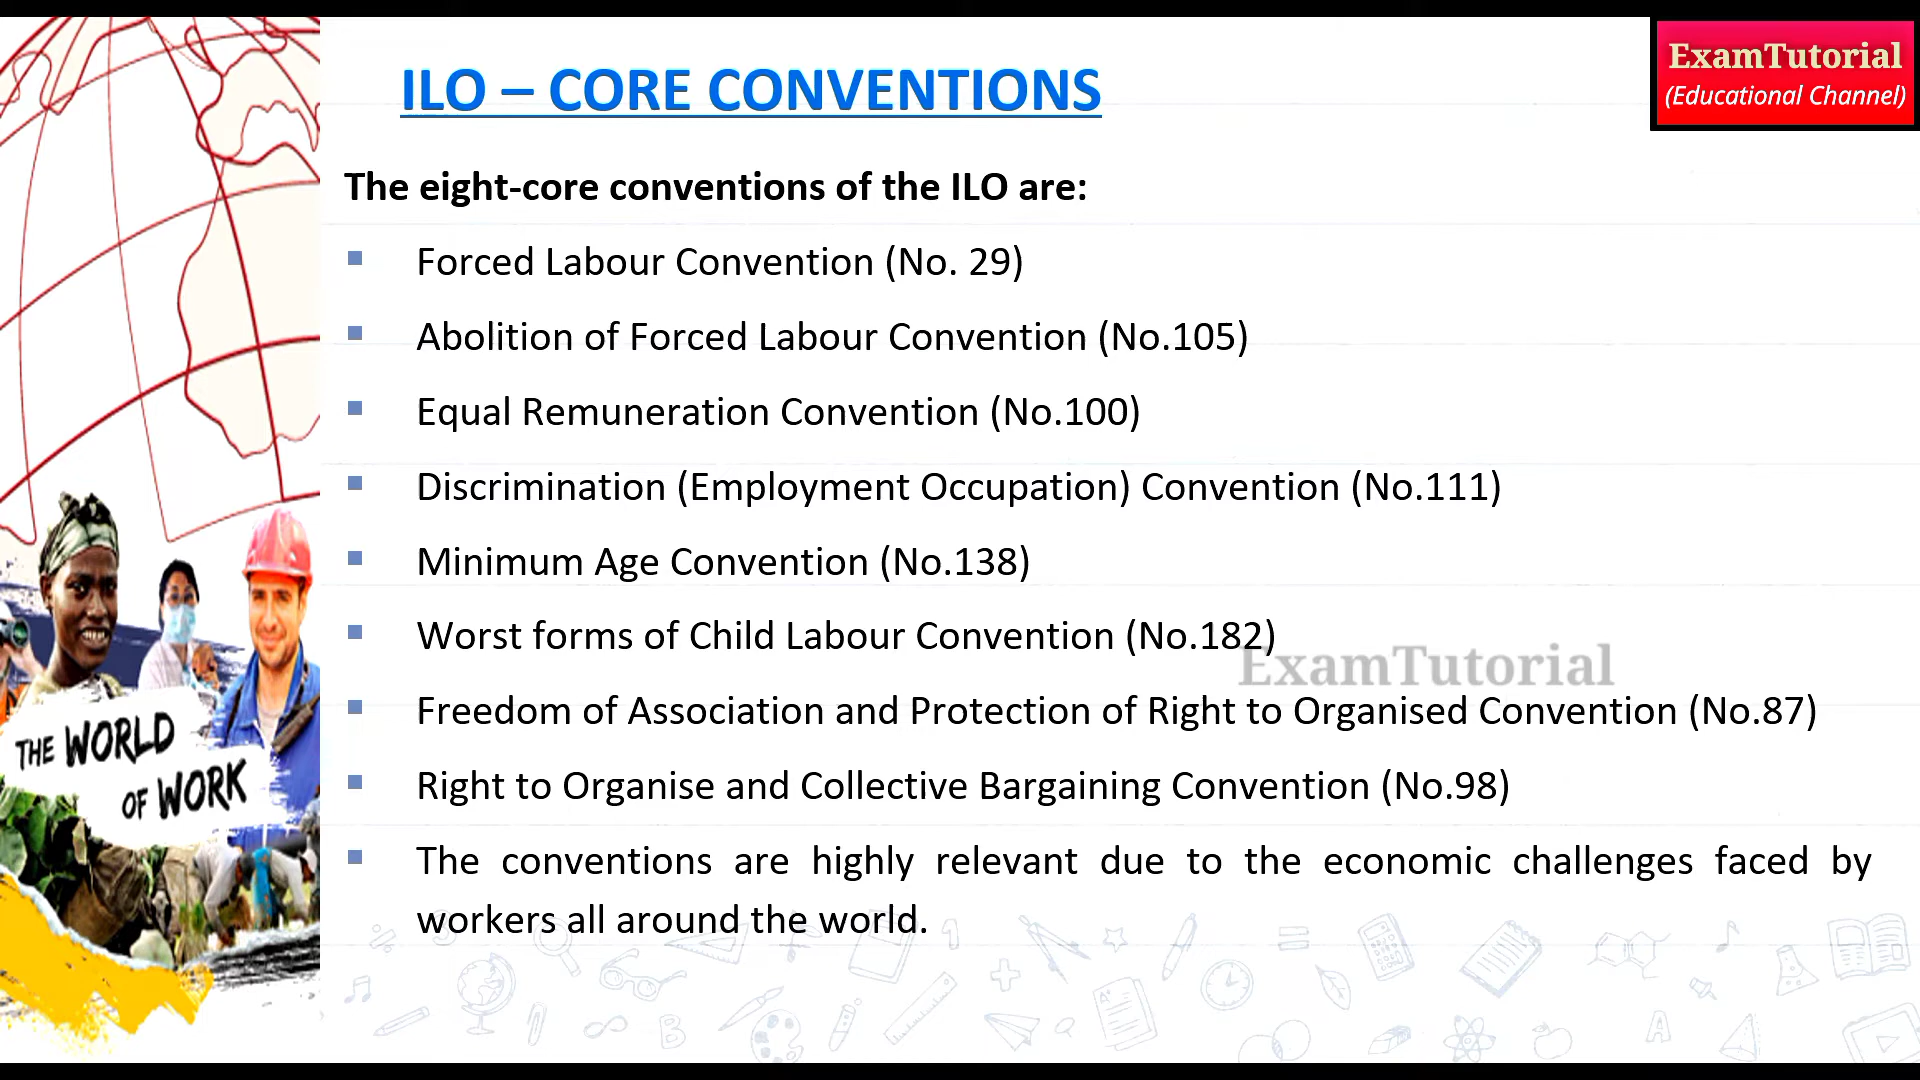 ILO – CORE CONVENTIONS
ExamTutorial
(Educational Channel)
The eight-core conventions of the ILO are:
Forced Labour Convention (No. 29)
Abolition of Forced Labour Convention (No.105)
Equal Remuneration Convention (No.100)
Discrimination (Employment Occupation) Convention (No.111)
Minimum Age Convention (No.138)
Worst forms of Child Labour Convention (No.182)
ExamTutorial
Freedom of Association and Protection of Right to Organised Convention (No.87)
Right to Organise and Collective Bargaining Convention (No.98)
The conventions are highly relevant due to the economic challenges faced by
workers all around the world.
THE WORLD
OF WORK